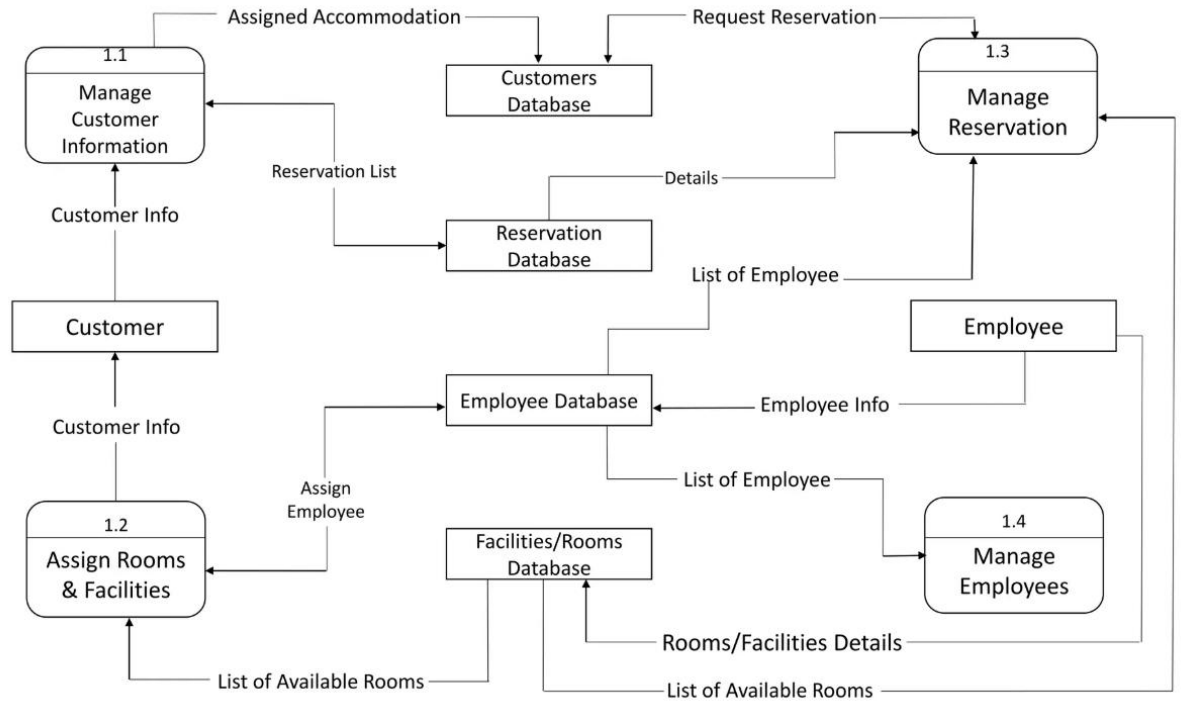 Assigned Accommodation
Request Reservation
1.1
Manage
Customer
Information
Customers
Database
1.3
Manage
Reservation
Reservation List
Details
Customer Info
Reservation
Database
List of Employee
Customer
Employee
Employee Database
Employee Info
Customer Info
List of Employee
Assign
Employee
1.2
Assign Rooms
& Facilities
Facilities/Rooms
Database
1.4
Manage
Employees
Rooms/Facilities Details
List of Available Rooms
List of Available Rooms